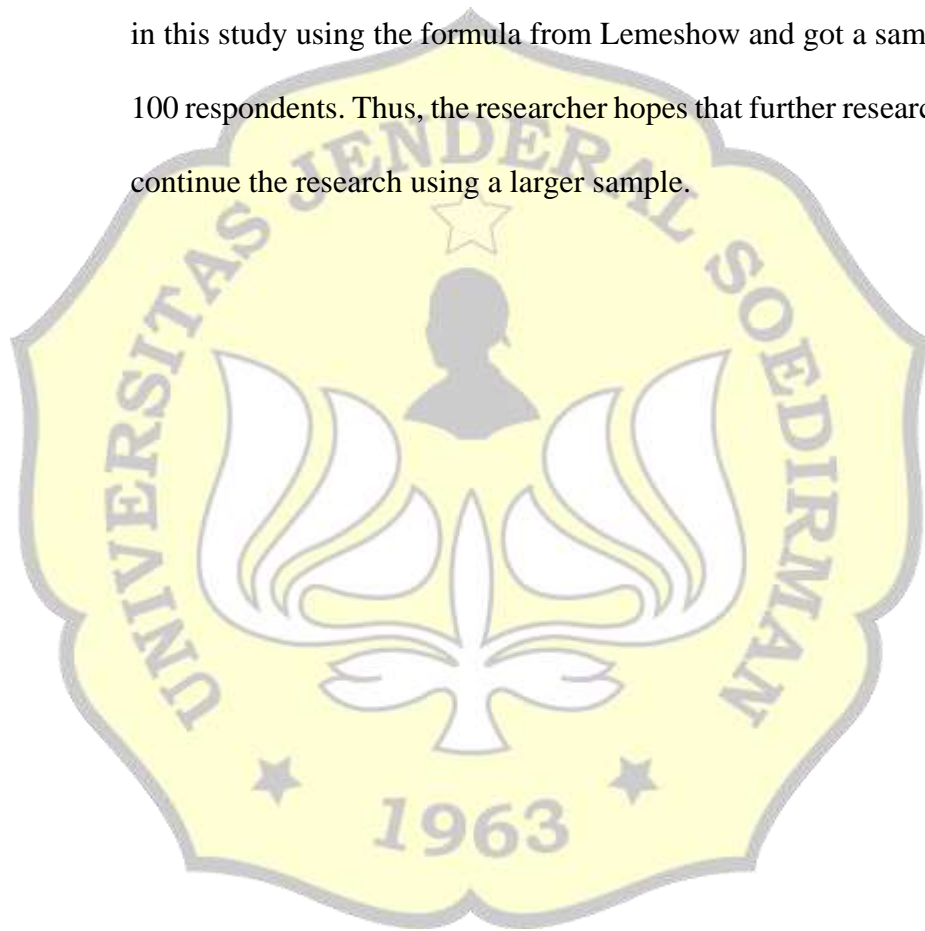 in this study using the formula from Lemeshow and got a sam
100 respondents. Thus, the researcher hopes that further researc
continue the research using a larger sample.
UNIVERSITAS JENDERAL SOEDIRMAN
1963